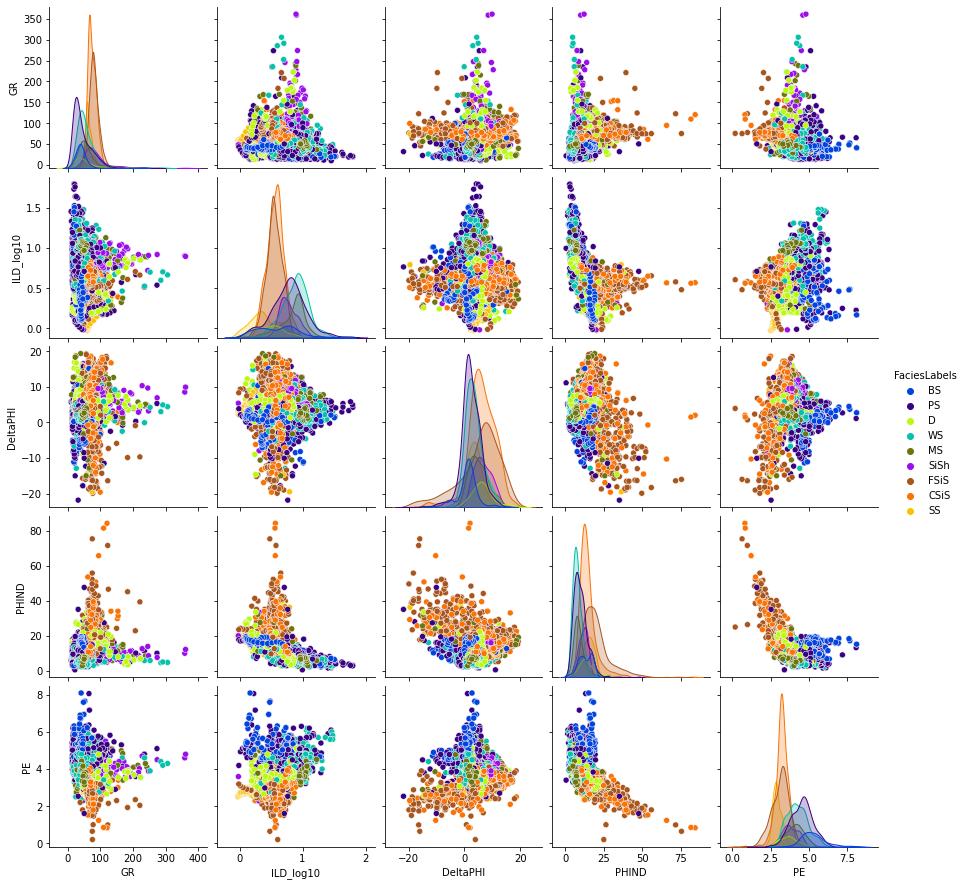 350
300
250
200
150
100
50
0
GR
1.5
1.0
0.5
0.0
ILD_log10
20
10
0
−10
−20
DeltaPHI
FaciesLabels
BS
PS
D
WS
MS
SiSh
FSiS
CSiS
SS
80
60
40
20
0
PHIND
8
6
4
2
0
PE
0 100 200 300 400
GR
0 1 2
ILD_log10
−20 0 20
DeltaPHI
0 25 50 75
PHIND
0.0 2.5 5.0 7.5
PE